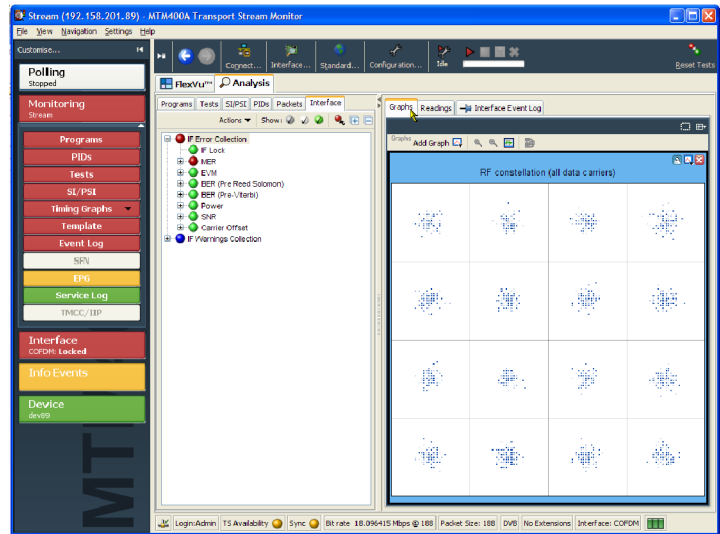 Stream (192.158.201.89) - MTM400A Transport Stream Monitor
File View Navigation Settings Help
Customise...
Polling
Stopped
Monitoring
Stream
Programs
PIDs
Tests
SI/PSI
Timing Graphs
Template
Event Log
SFN
EPG
Service Log
TMCC/IIP
Interface
COFDM: Locked
Info Events
Device
dev89
MTM
Connect... Interface... Standard... Configuration... Idle Reset Tests
FlexVu™ Analysis
Programs Tests SI/PSI PIDs Packets Interface
Actions Show:
IF Error Collection
IF Lock
MER
EVM
BER (Pre Reed Solomon)
BER (Pre-Viterbi)
Power
SNR
Carrier Offset
IF Warnings Collection
Graphs Readings Interface Event Log
Graphs Add Graph
RF constellation (all data carriers)
Login:Admin TS Availability Sync Bit rate 18.096415 Mbps @ 188 Packet Size: 188 DVB No Extensions Interface: COFDM